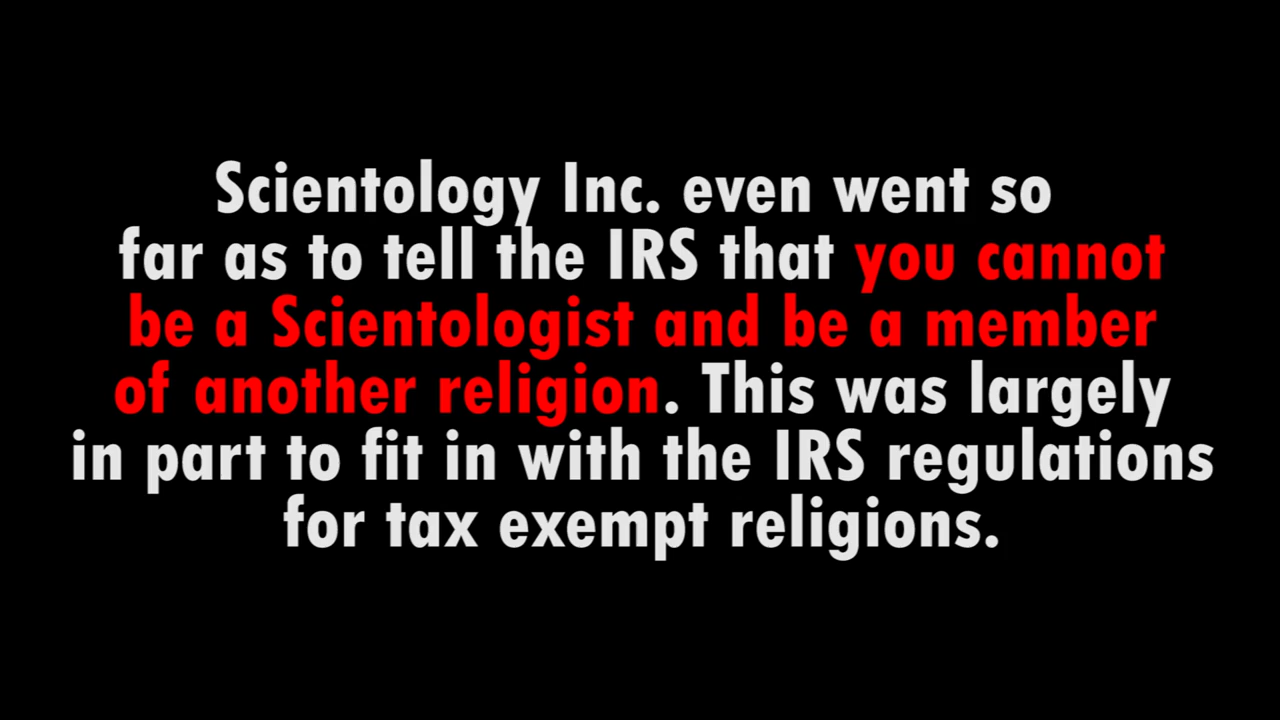 Scientology Inc. even went so
far as to tell the IRS that you cannot
be a Scientologist and be a member
of another religion. This was largely
in part to fit in with the IRS regulations
for tax exempt religions.